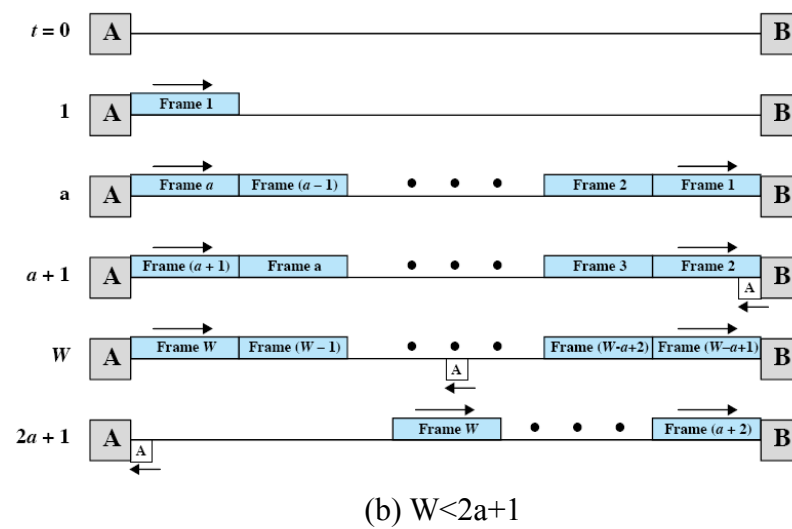 t = 0 A B
1 A Frame 1 B
a A Frame a Frame (a – 1) • • • Frame 2 Frame 1 B
a + 1 A Frame (a + 1) Frame a • • • Frame 3 Frame 2 B
A
W A Frame W Frame (W – 1) • • • Frame (W-a+2) Frame (W–a+1) B
A
2a + 1 A Frame W • • • Frame (a + 2) B
A
(b) W<2a+1